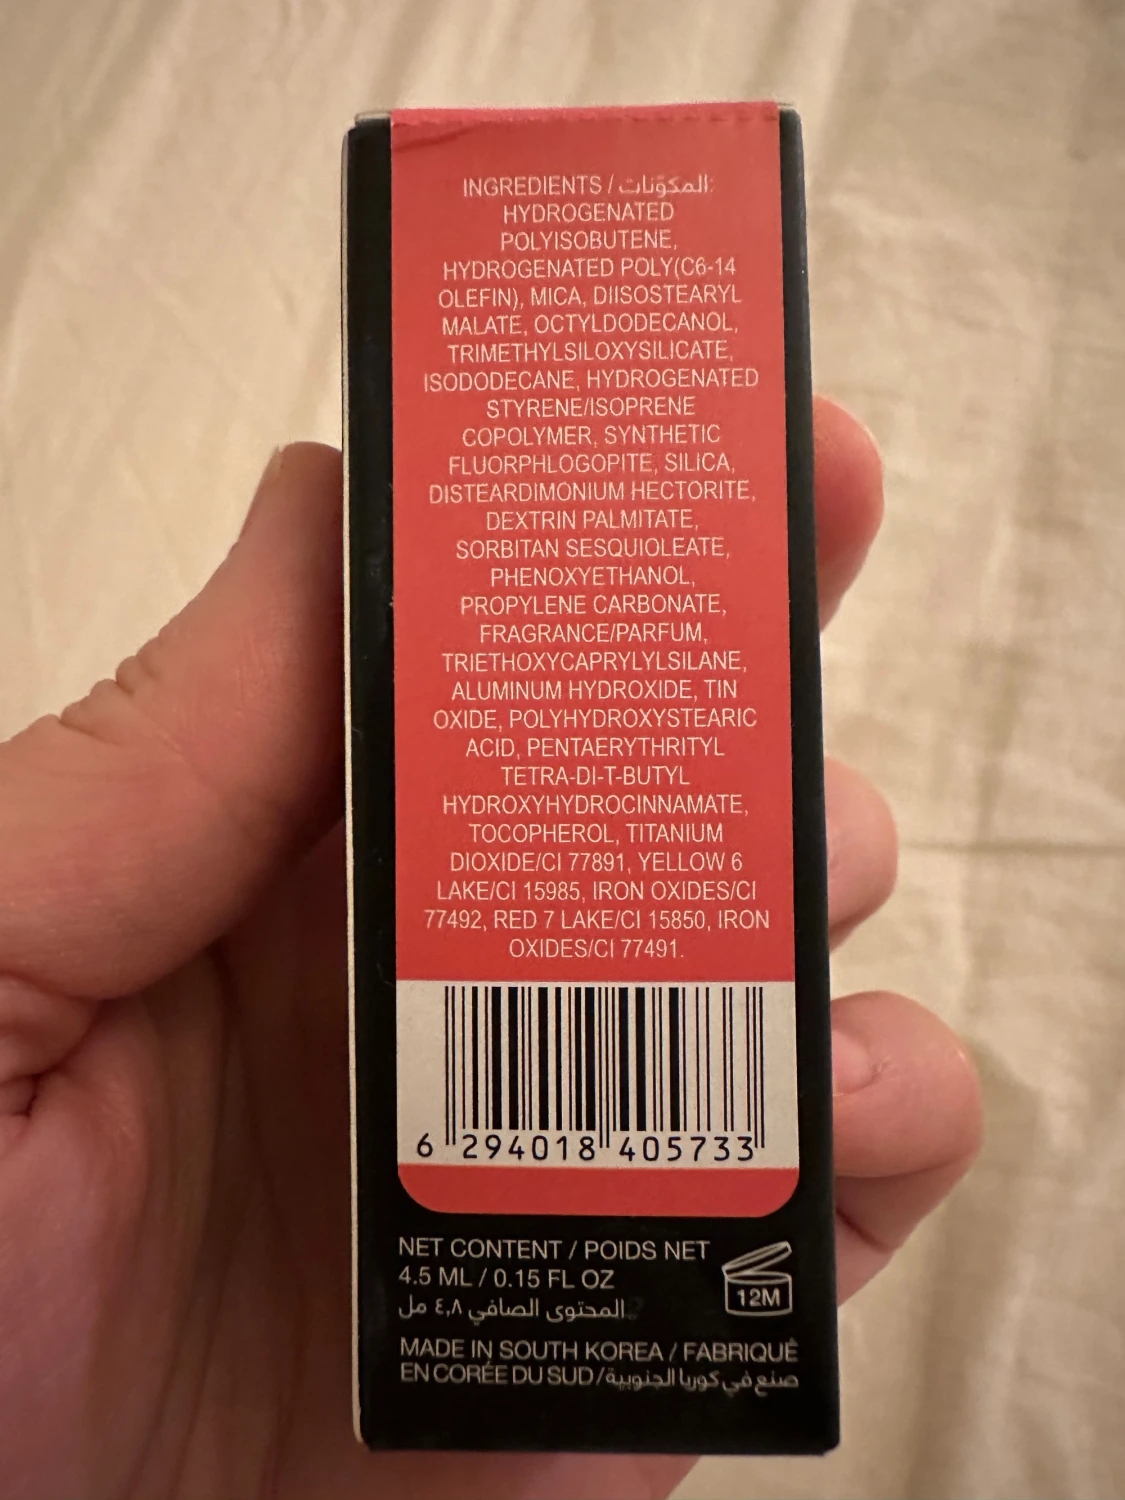 INGREDIENTS / المكوّنات:
HYDROGENATED
POLYISOBUTENE,
HYDROGENATED POLY(C6-14
OLEFIN), MICA, DIISOSTEARYL
MALATE, OCTYLDODECANOL,
TRIMETHYLSILOXYSILICATE,
ISODODECANE, HYDROGENATED
STYRENE/ISOPRENE
COPOLYMER, SYNTHETIC
FLUORPHLOGOPITE, SILICA,
DISTEARDIMONIUM HECTORITE,
DEXTRIN PALMITATE,
SORBITAN SESQUIOLEATE,
PHENOXYETHANOL,
PROPYLENE CARBONATE,
FRAGRANCE/PARFUM,
TRIETHOXYCAPRYLYLSILANE,
ALUMINUM HYDROXIDE, TIN
OXIDE, POLYHYDROXYSTEARIC
ACID, PENTAERYTHRITYL
TETRA-DI-T-BUTYL
HYDROXYHYDROCINNAMATE,
TOCOPHEROL, TITANIUM
DIOXIDE/CI 77891, YELLOW 6
LAKE/CI 15985, IRON OXIDES/CI
77492, RED 7 LAKE/CI 15850, IRON
OXIDES/CI 77491.
6 294018 405733
NET CONTENT / POIDS NET
4.5 ML / 0.15 FL OZ
المحتوى الصافي ٤,٨ مل
12M
MADE IN SOUTH KOREA / FABRIQUÉ
EN CORÉE DU SUD/صنع في كوريا الجنوبية